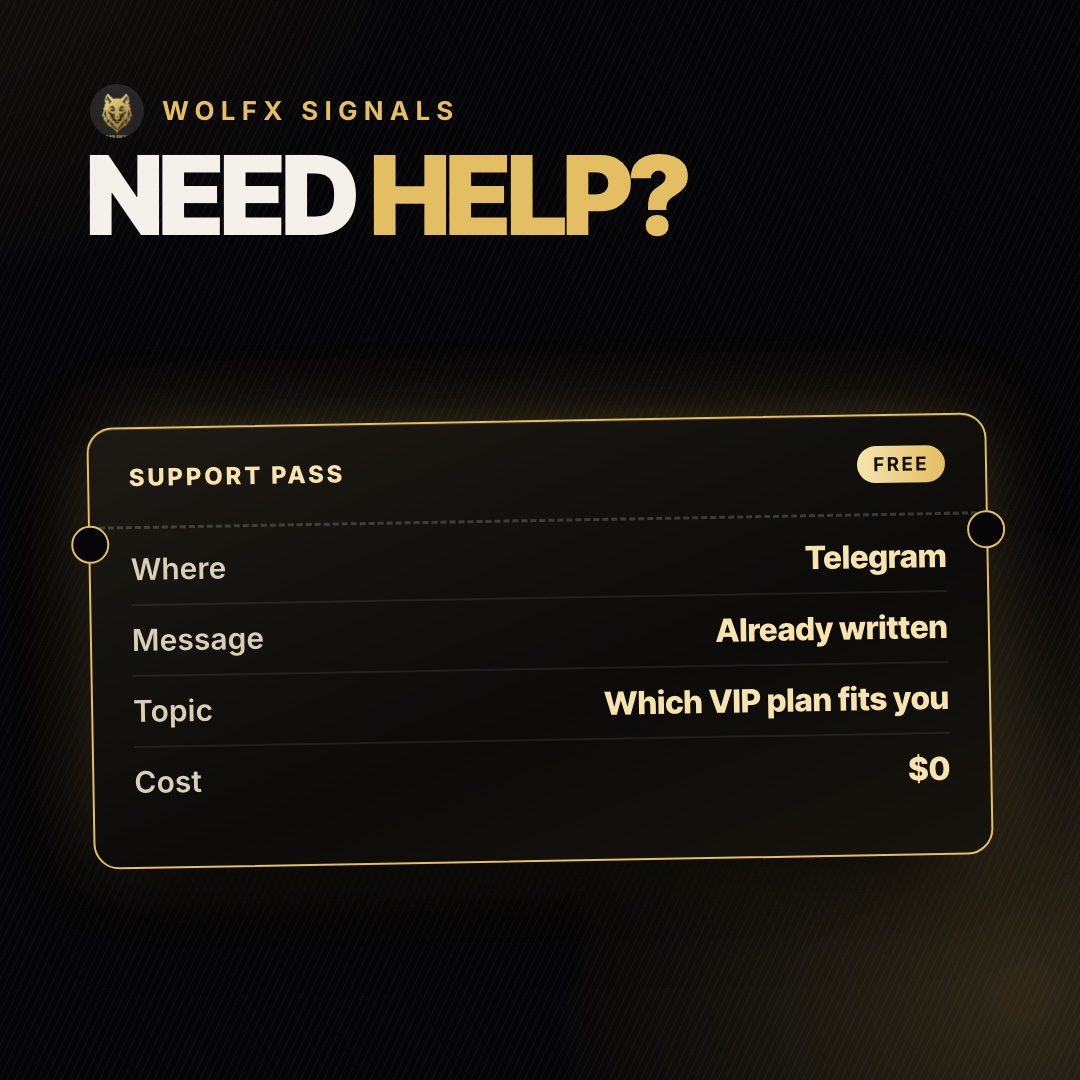 WOLFX SIGNALS
NEED HELP?
SUPPORT PASS FREE
Where Telegram
Message Already written
Topic Which VIP plan fits you
Cost $0